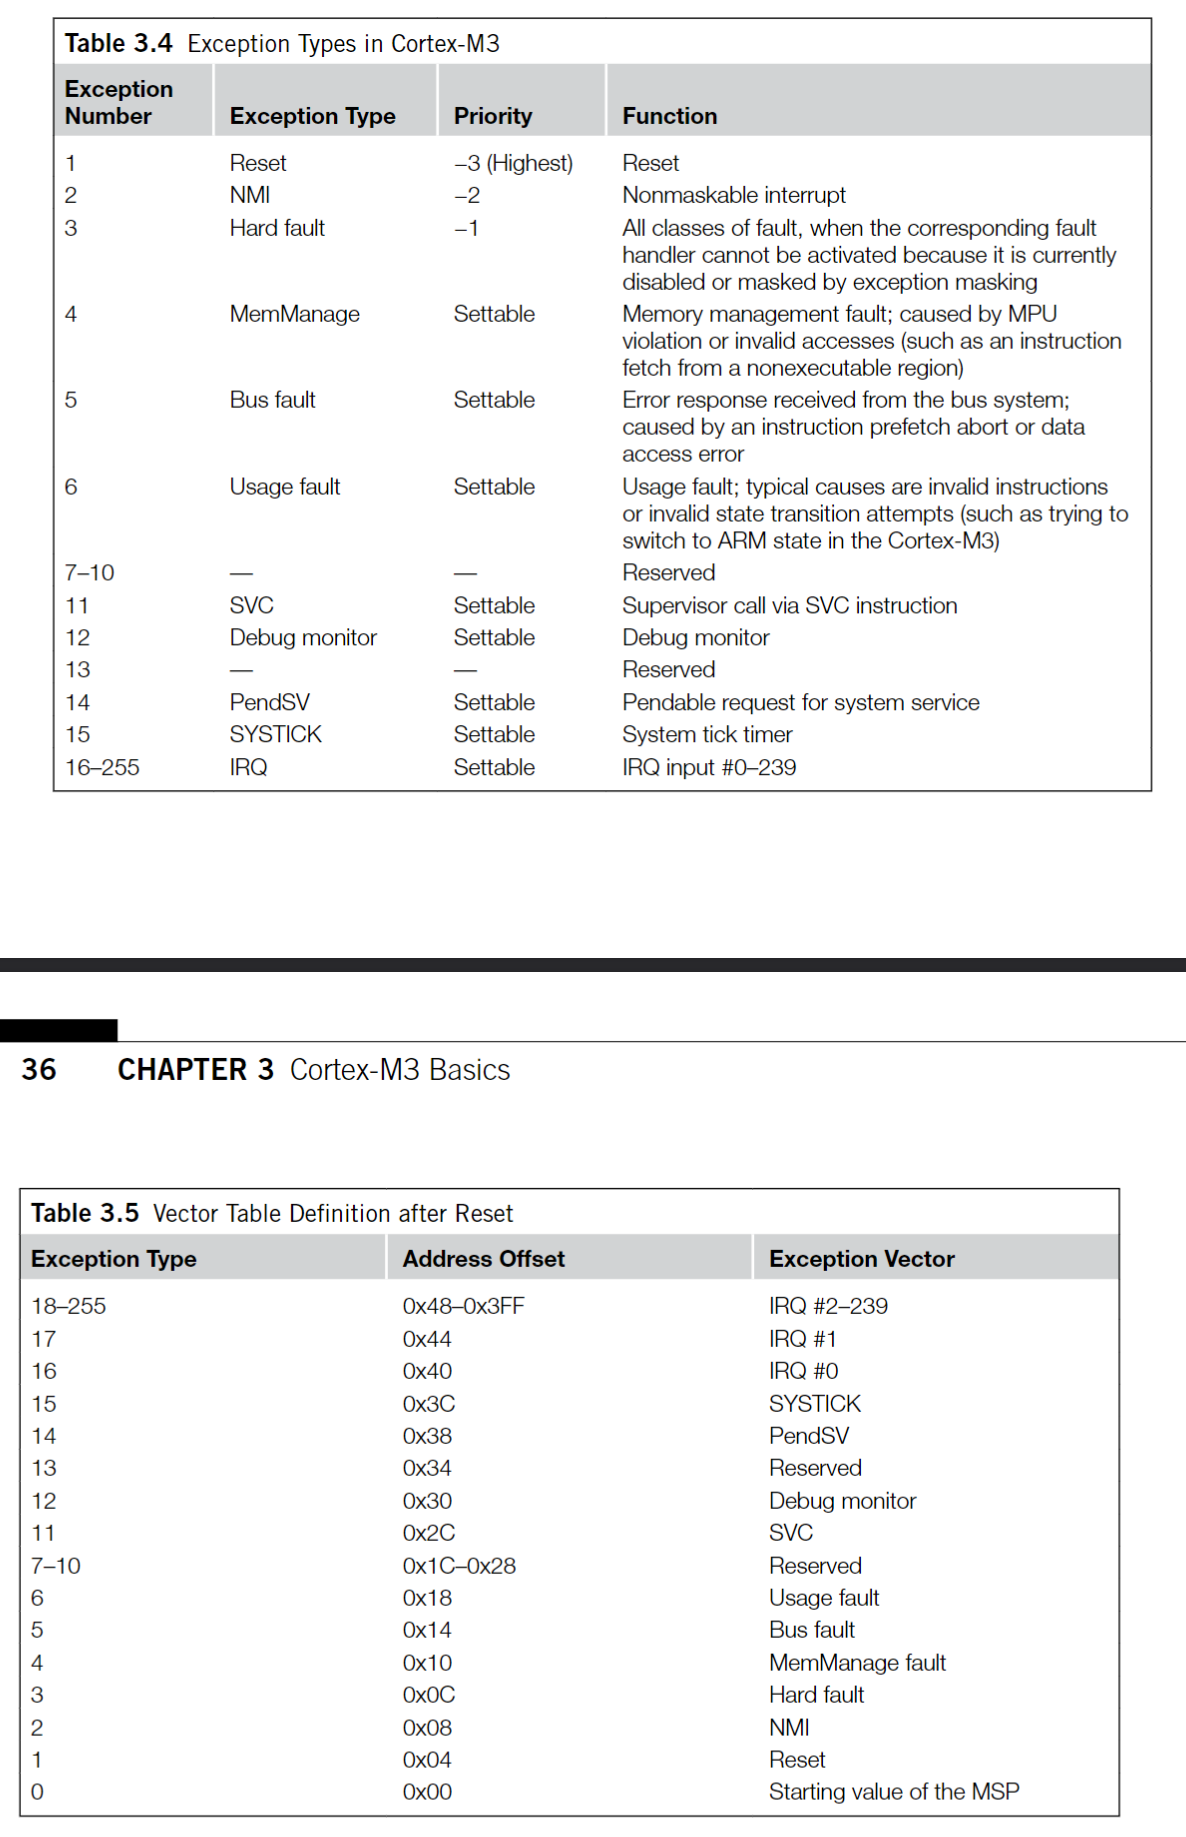 Table 3.4 Exception Types in Cortex-M3
Exception Number Exception Type Priority Function
1 Reset –3 (Highest) Reset
2 NMI –2 Nonmaskable interrupt
3 Hard fault –1 All classes of fault, when the corresponding fault
handler cannot be activated because it is currently
disabled or masked by exception masking
4 MemManage Settable Memory management fault; caused by MPU
violation or invalid accesses (such as an instruction
fetch from a nonexecutable region)
5 Bus fault Settable Error response received from the bus system;
caused by an instruction prefetch abort or data
access error
6 Usage fault Settable Usage fault; typical causes are invalid instructions
or invalid state transition attempts (such as trying to
switch to ARM state in the Cortex-M3)
7–10 — — Reserved
11 SVC Settable Supervisor call via SVC instruction
12 Debug monitor Settable Debug monitor
13 — — Reserved
14 PendSV Settable Pendable request for system service
15 SYSTICK Settable System tick timer
16–255 IRQ Settable IRQ input #0–239
36 CHAPTER 3 Cortex-M3 Basics
Table 3.5 Vector Table Definition after Reset
Exception Type Address Offset Exception Vector
18–255 0x48–0x3FF IRQ #2–239
17 0x44 IRQ #1
16 0x40 IRQ #0
15 0x3C SYSTICK
14 0x38 PendSV
13 0x34 Reserved
12 0x30 Debug monitor
11 0x2C SVC
7–10 0x1C–0x28 Reserved
6 0x18 Usage fault
5 0x14 Bus fault
4 0x10 MemManage fault
3 0x0C Hard fault
2 0x08 NMI
1 0x04 Reset
0 0x00 Starting value of the MSP